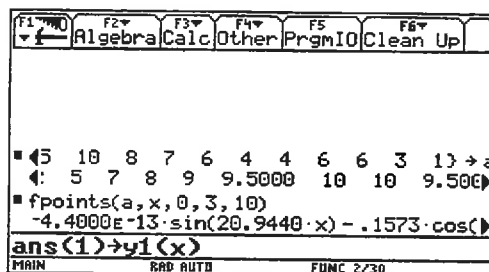 F1 F2 F3 F4 F5 F6
Algebra Calc Other PrgmIO Clean Up
5 10 8 7 6 4 4 6 6 3 1} → a
: 5 7 8 9 9.5000 10 10 9.500
fpoints(a,x,0,3,10)
-4.4000E-13·sin(20.9440·x)-.1573·cos(
ans(1)→y1(x)
MAIN RAD AUTO FUNC 2/30